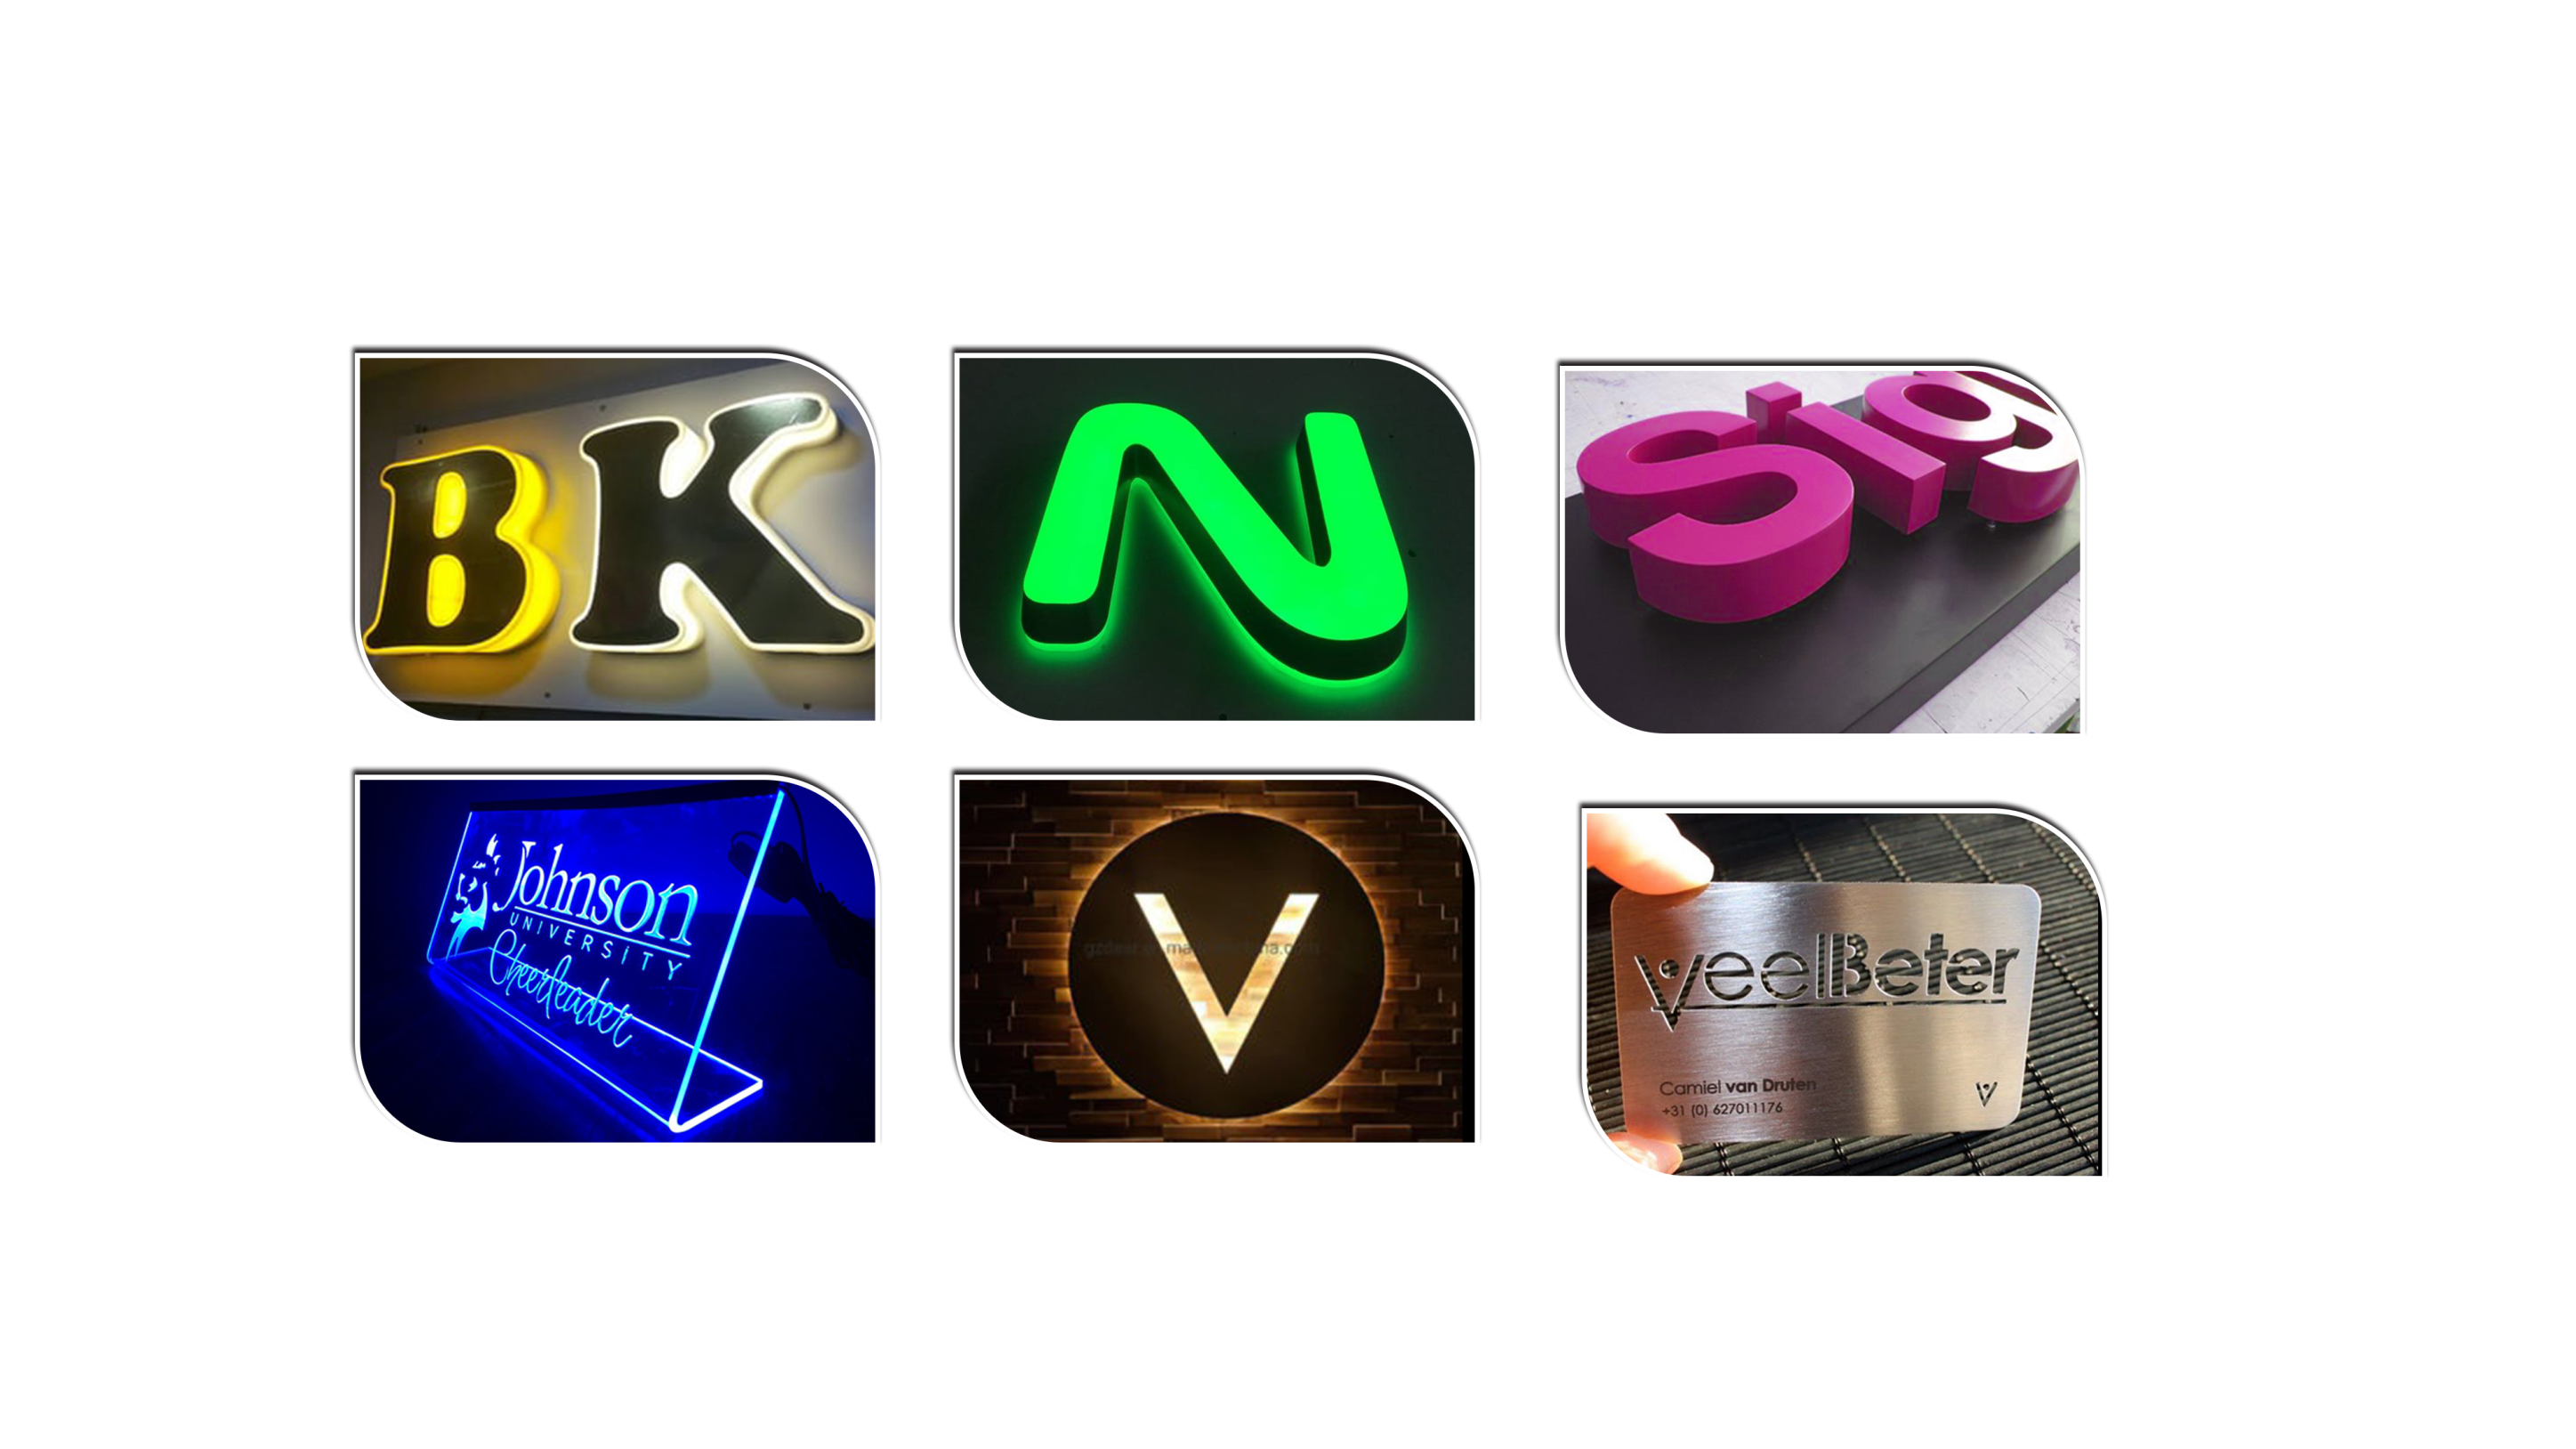 BK
N
Sig
Johnson
UNIVERSITY
Cheerleader
V
veelBeter
Camiel van Druten
+31 (0) 627011176
V